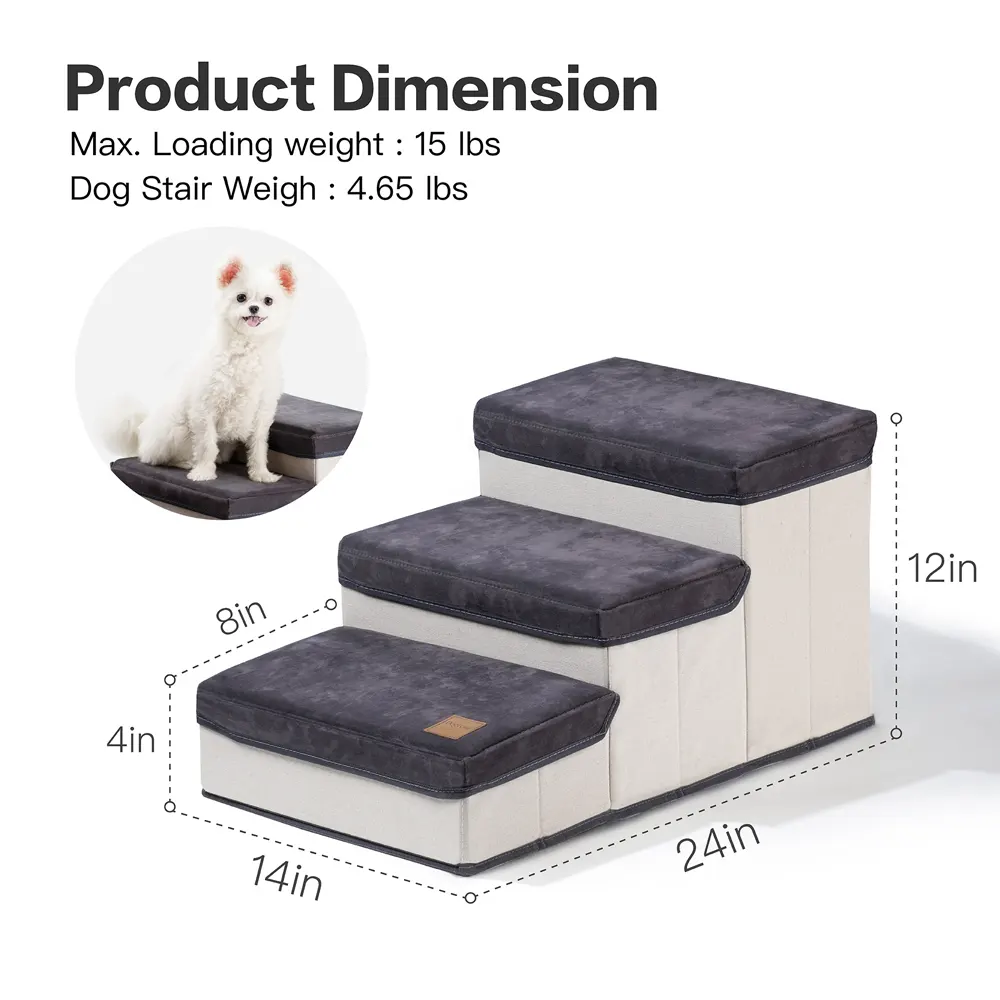 Product Dimension
Max. Loading weight : 15 lbs
Dog Stair Weigh : 4.65 lbs
8in
12in
4in
24in
14in